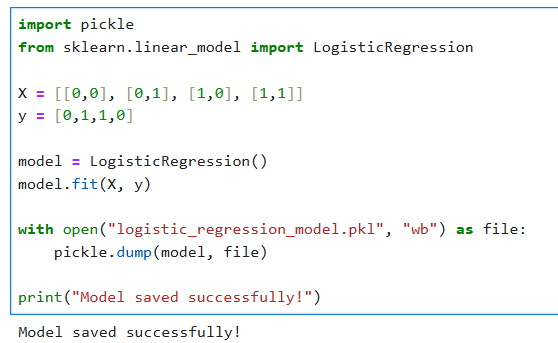 import pickle
from sklearn.linear_model import LogisticRegression

X = [[0,0], [0,1], [1,0], [1,1]]
y = [0,1,1,0]

model = LogisticRegression()
model.fit(X, y)

with open("logistic_regression_model.pkl", "wb") as file:
    pickle.dump(model, file)

print("Model saved successfully!")
Model saved successfully!